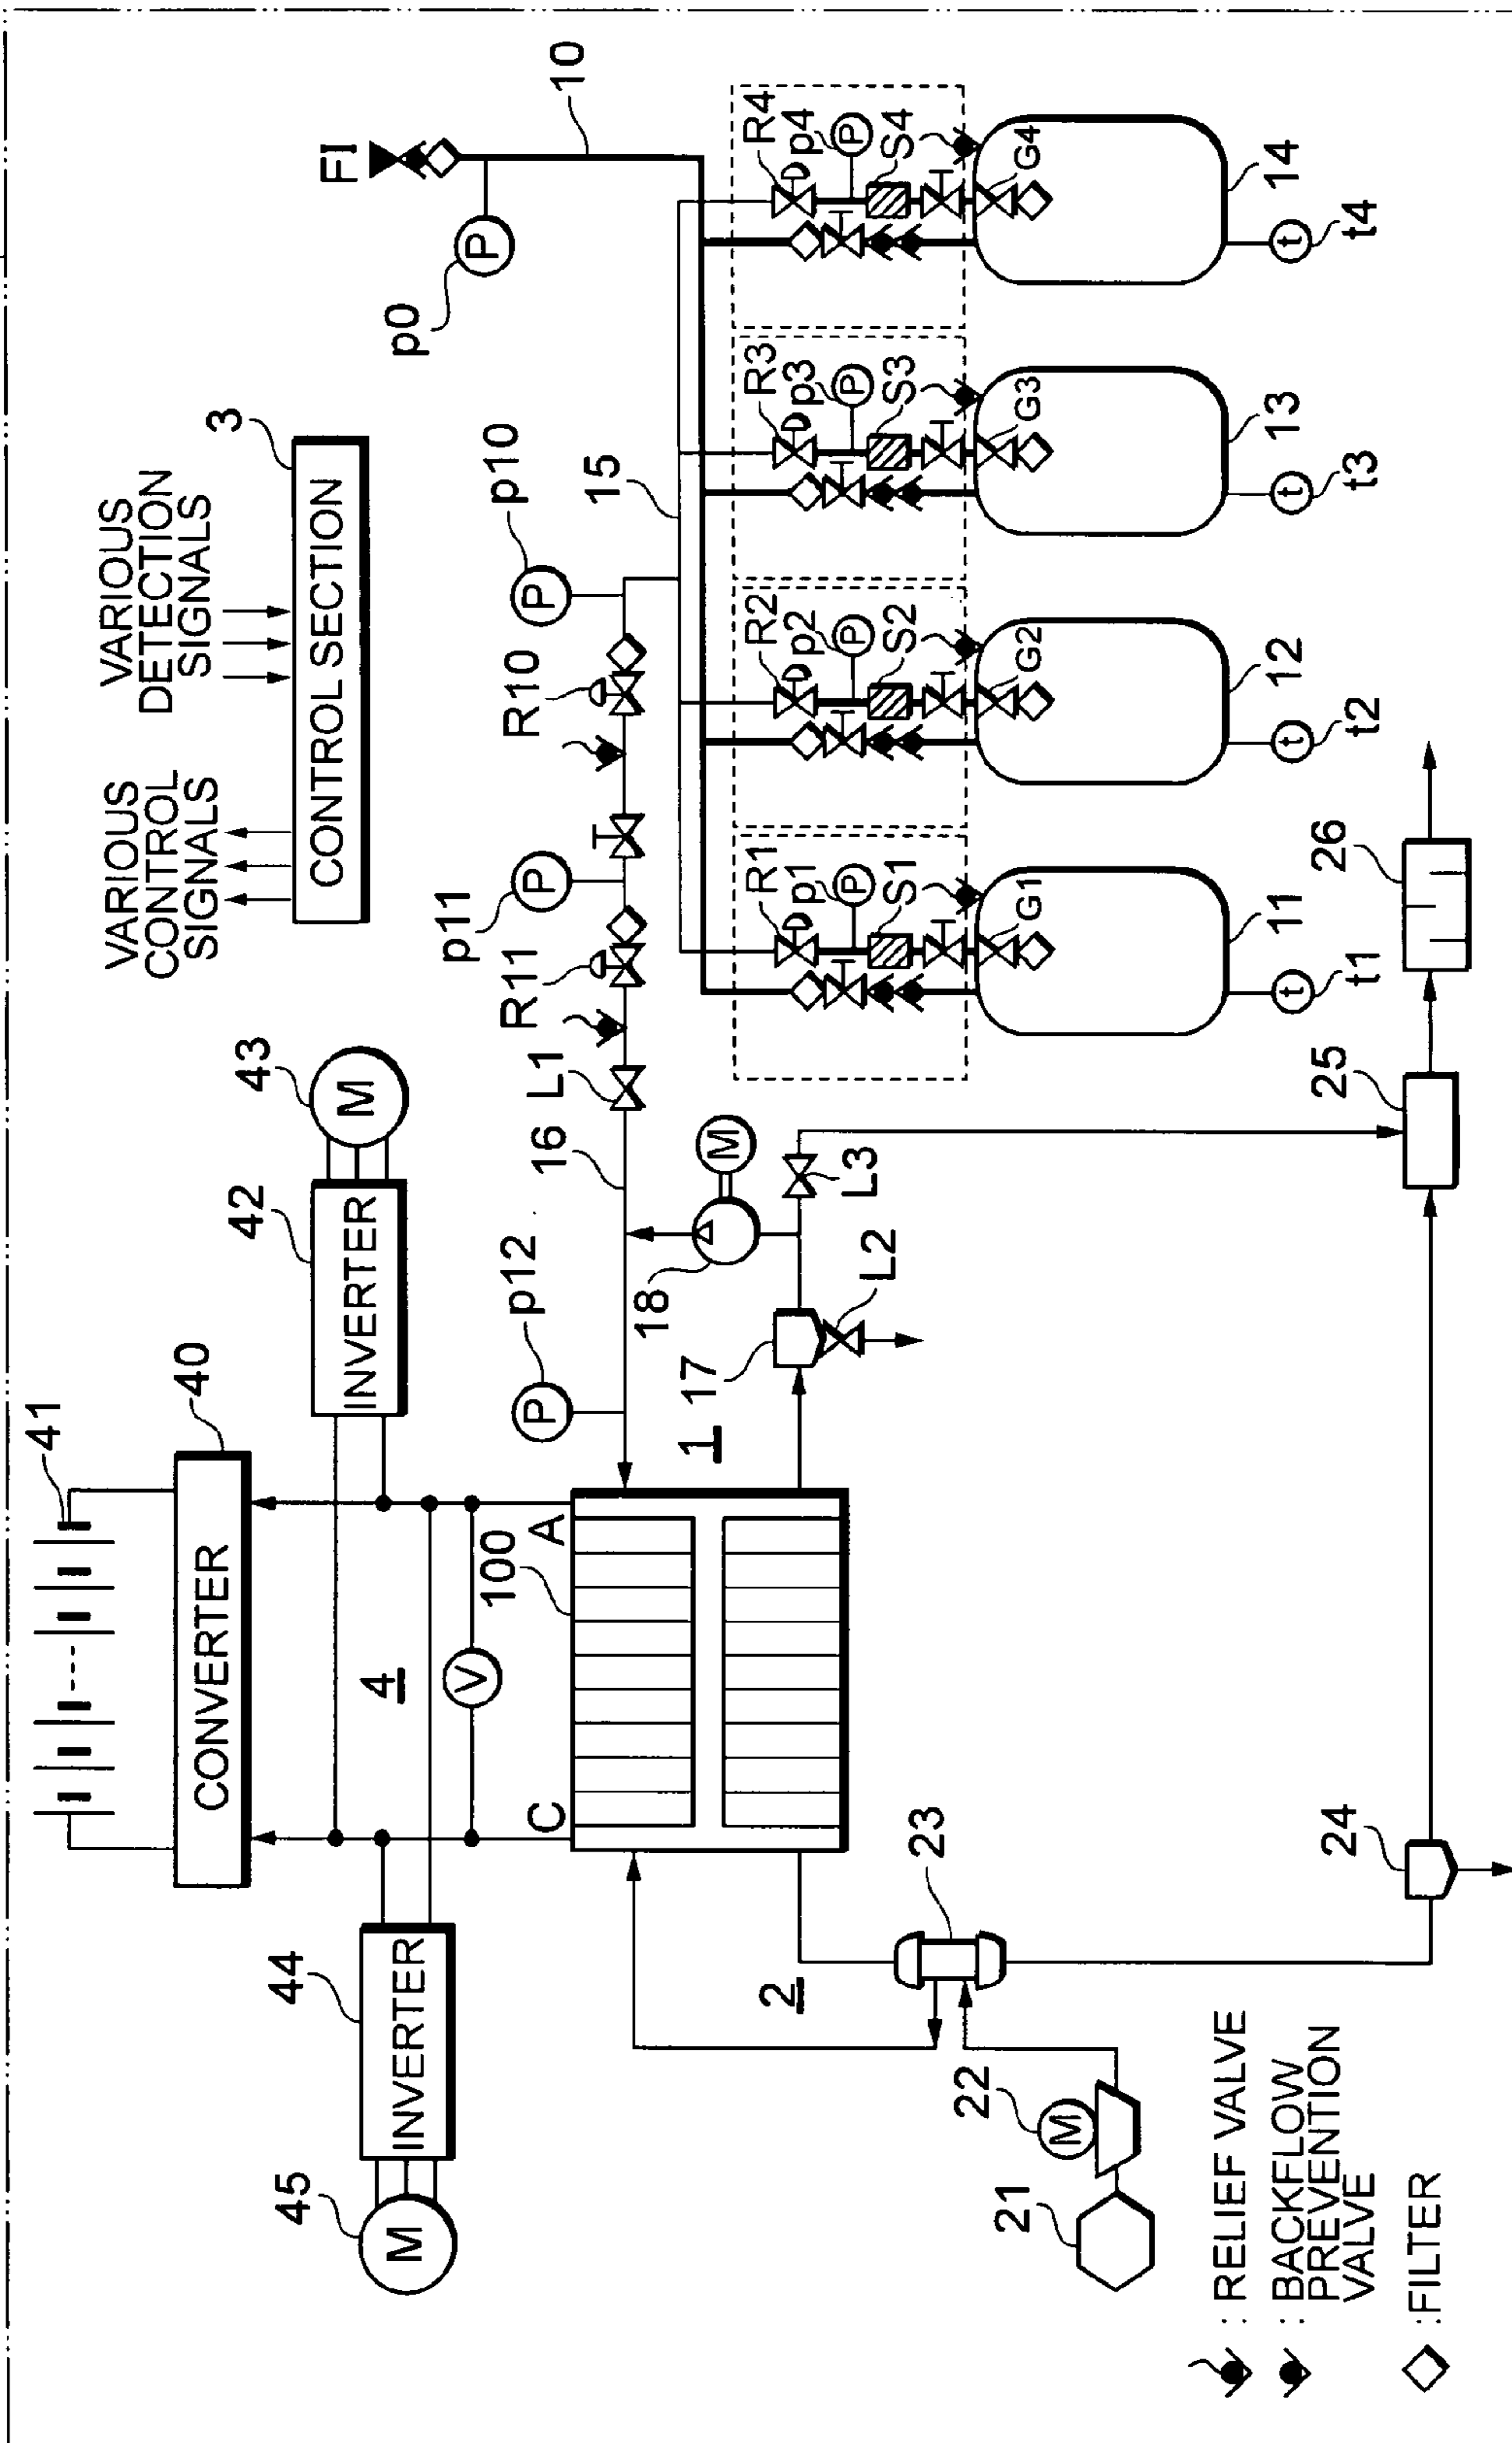 41
40
CONVERTER
42
INVERTER
43
M
44
INVERTER
45
M
4
V
VARIOUS
CONTROL
SIGNALS
VARIOUS
DETECTION
SIGNALS
3
CONTROL SECTION
FI
10
P
p0
C
A
100
p12
P
16
L1
R11
p11
P
R10
p10
P
15
1
17
18
M
L2
L3
R1
p1
P
S1
G1
11
t
t1
R2
p2
P
S2
G2
12
t
t2
R3
p3
P
S3
G3
13
t
t3
R4
p4
P
S4
G4
14
t
t4
2
23
21
22
M
24
25
26
: RELIEF VALVE
: BACKFLOW
PREVENTION
VALVE
: FILTER